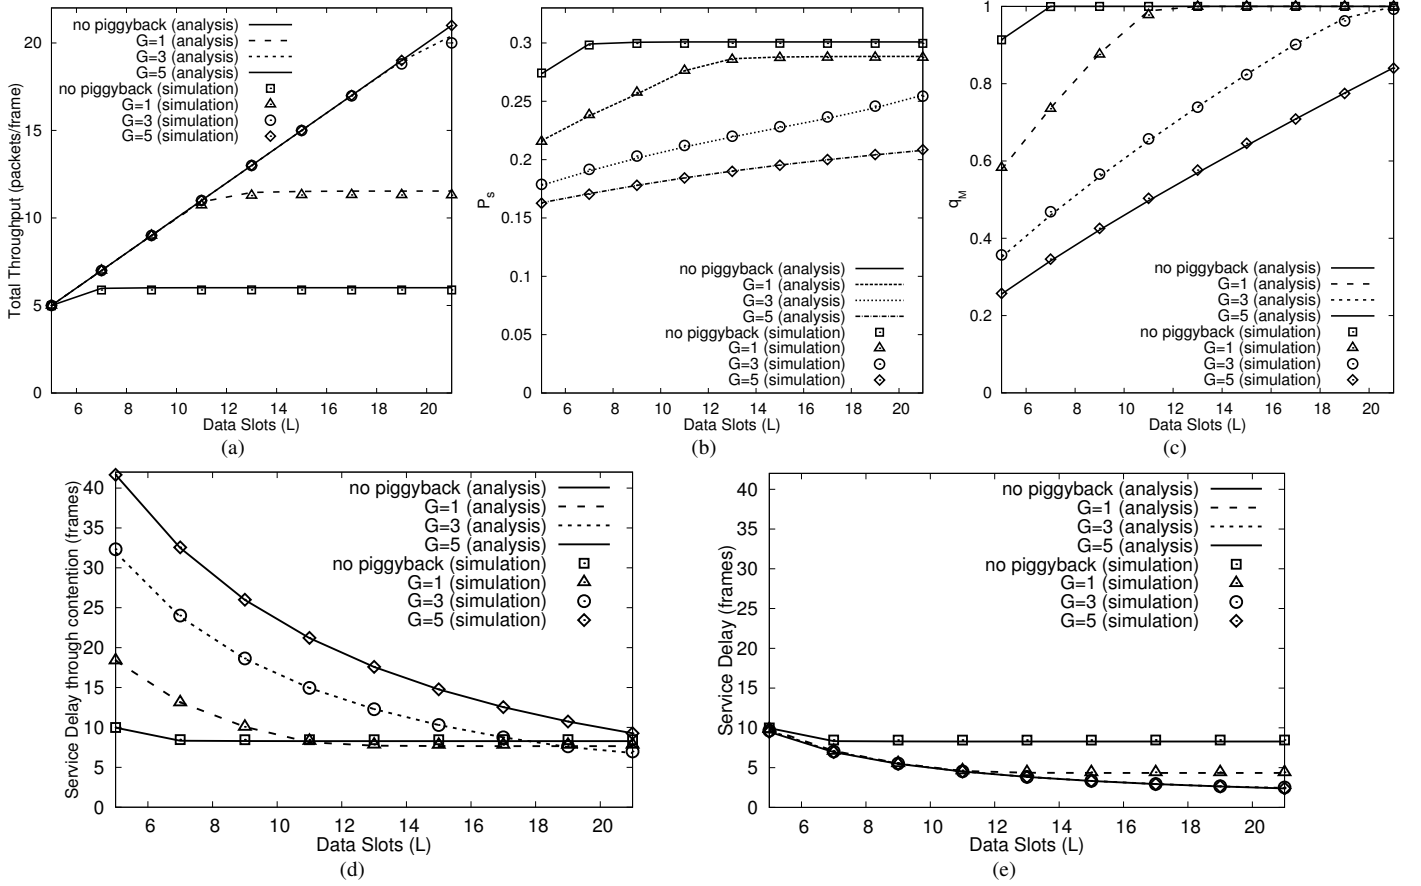 no piggyback (analysis)
G=1 (analysis)
G=3 (analysis)
G=5 (analysis)
no piggyback (simulation)
G=1 (simulation)
G=3 (simulation)
G=5 (simulation)
20
15
10
5
0
Total Throughput (packets/frame)
6 8 10 12 14 16 18 20
Data Slots (L)
(a)
0.3
0.25
0.2
0.15
0.1
0.05
0
Ps
no piggyback (analysis)
G=1 (analysis)
G=3 (analysis)
G=5 (analysis)
no piggyback (simulation)
G=1 (simulation)
G=3 (simulation)
G=5 (simulation)
6 8 10 12 14 16 18 20
Data Slots (L)
(b)
1
0.8
0.6
0.4
0.2
0
qM
no piggyback (analysis)
G=1 (analysis)
G=3 (analysis)
G=5 (analysis)
no piggyback (simulation)
G=1 (simulation)
G=3 (simulation)
G=5 (simulation)
6 8 10 12 14 16 18 20
Data Slots (L)
(c)
40
35
30
25
20
15
10
5
0
Service Delay through contention (frames)
no piggyback (analysis)
G=1 (analysis)
G=3 (analysis)
G=5 (analysis)
no piggyback (simulation)
G=1 (simulation)
G=3 (simulation)
G=5 (simulation)
6 8 10 12 14 16 18 20
Data Slots (L)
(d)
40
35
30
25
20
15
10
5
0
Service Delay (frames)
no piggyback (analysis)
G=1 (analysis)
G=3 (analysis)
G=5 (analysis)
no piggyback (simulation)
G=1 (simulation)
G=3 (simulation)
G=5 (simulation)
6 8 10 12 14 16 18 20
Data Slots (L)
(e)